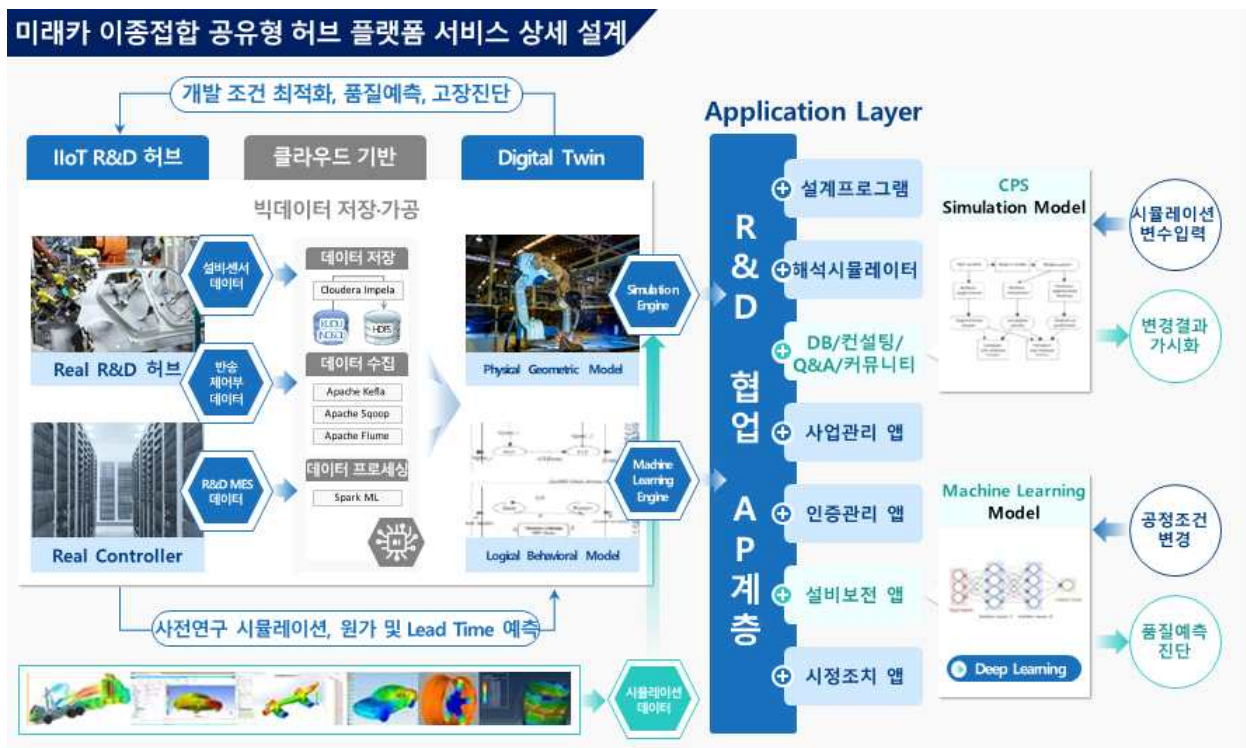 미래카 이종접합 공유형 허브 플랫폼 서비스 상세 설계
개발 조건 최적화, 품질예측, 고장진단
IIoT R&D 허브
클라우드 기반
Digital Twin
빅데이터 저장·가공
Real R&D 허브
Real Controller
설비센서
데이터
반송
제어부
데이터
R&D MES
데이터
데이터 저장
Cloudera Impela
KUDU
HDFS
데이터 수집
Apache Kefla
Apache Sqoop
Apache Flume
데이터 프로세싱
Spark ML
AI
Physical Geometric Model
Logical Behavioral Model
Simulation
Engine
Machine
Learning
Engine
사전연구 시뮬레이션, 원가 및 Lead Time 예측
시뮬레이션
데이터
Application Layer
R&D 협업 AP계층
설계프로그램
해석시뮬레이터
DB/컨설팅/
Q&A/커뮤니티
사업관리 앱
인증관리 앱
설비보전 앱
시정조치 앱
CPS
Simulation Model
시뮬레이션
변수입력
변경결과
가시화
Machine Learning
Model
Deep Learning
공정조건
변경
품질예측
진단